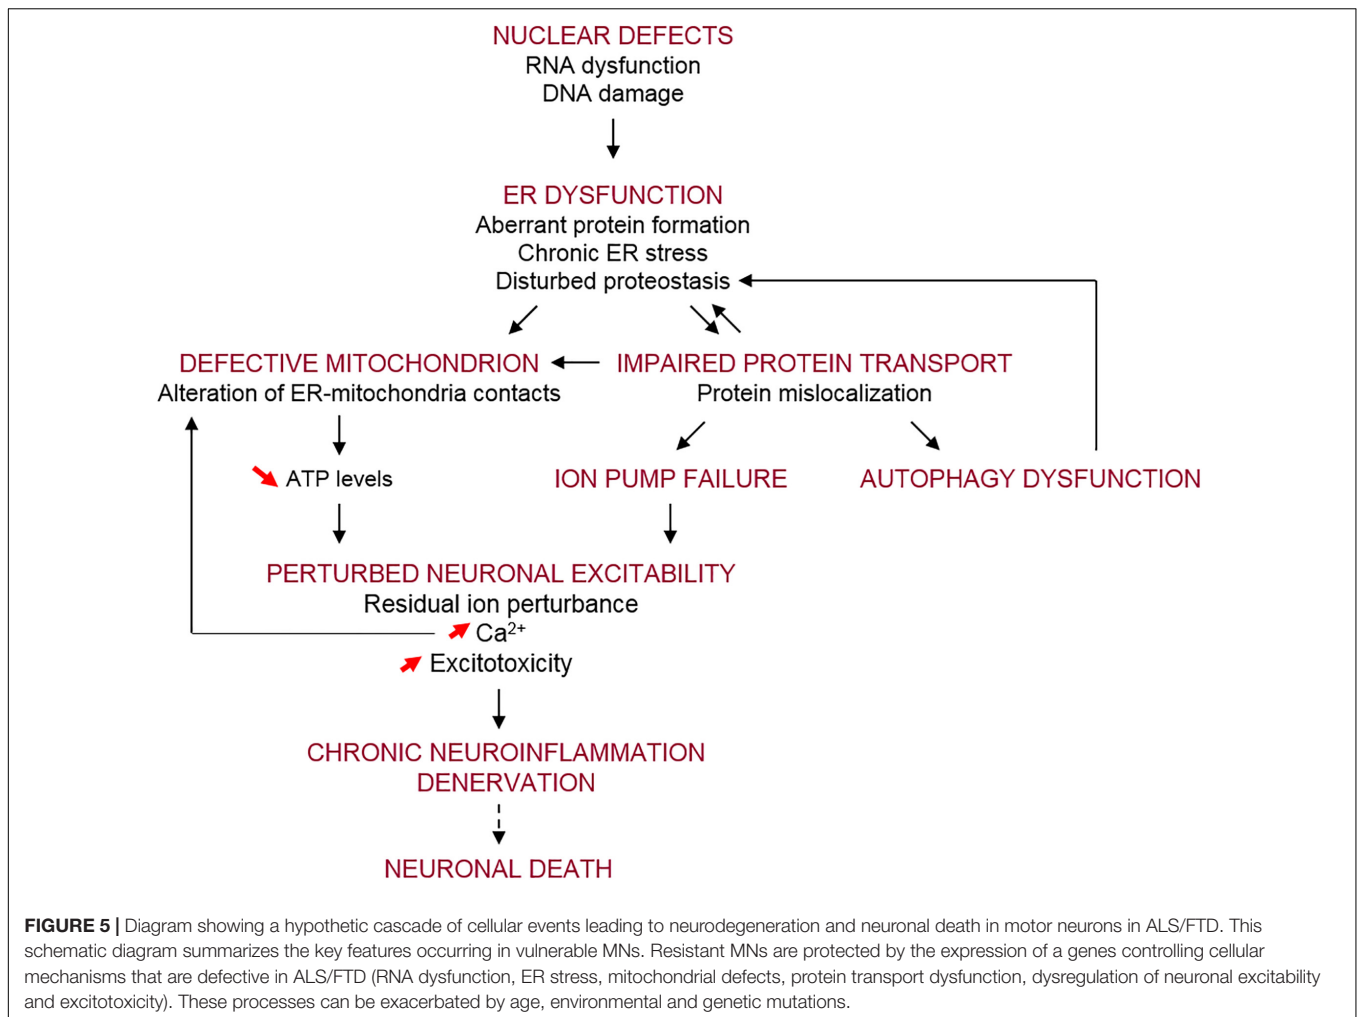 NUCLEAR DEFECTS
RNA dysfunction
DNA damage
ER DYSFUNCTION
Aberrant protein formation
Chronic ER stress
Disturbed proteostasis
DEFECTIVE MITOCHONDRION
Alteration of ER-mitochondria contacts
IMPAIRED PROTEIN TRANSPORT
Protein mislocalization
ATP levels
ION PUMP FAILURE
AUTOPHAGY DYSFUNCTION
PERTURBED NEURONAL EXCITABILITY
Residual ion perturbance
Ca²⁺
Excitotoxicity
CHRONIC NEUROINFLAMMATION
DENERVATION
NEURONAL DEATH
FIGURE 5 | Diagram showing a hypothetic cascade of cellular events leading to neurodegeneration and neuronal death in motor neurons in ALS/FTD. This
schematic diagram summarizes the key features occurring in vulnerable MNs. Resistant MNs are protected by the expression of a genes controlling cellular
mechanisms that are defective in ALS/FTD (RNA dysfunction, ER stress, mitochondrial defects, protein transport dysfunction, dysregulation of neuronal excitability
and excitotoxicity). These processes can be exacerbated by age, environmental and genetic mutations.